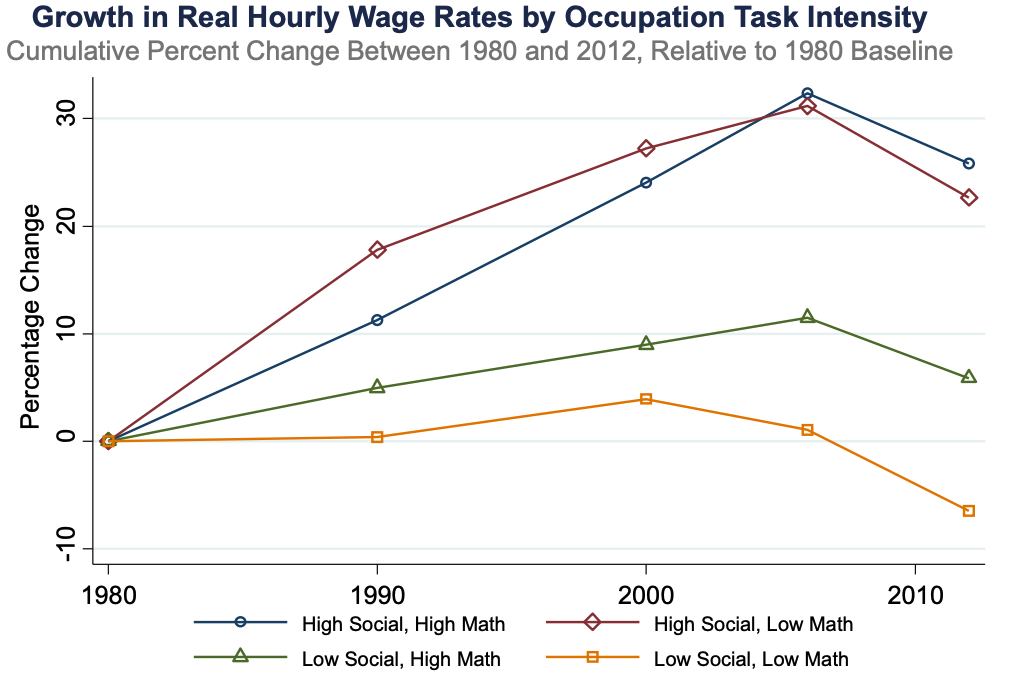 Growth in Real Hourly Wage Rates by Occupation Task Intensity
Cumulative Percent Change Between 1980 and 2012, Relative to 1980 Baseline
Percentage Change
30
20
10
0
-10
1980 1990 2000 2010
High Social, High Math High Social, Low Math
Low Social, High Math Low Social, Low Math